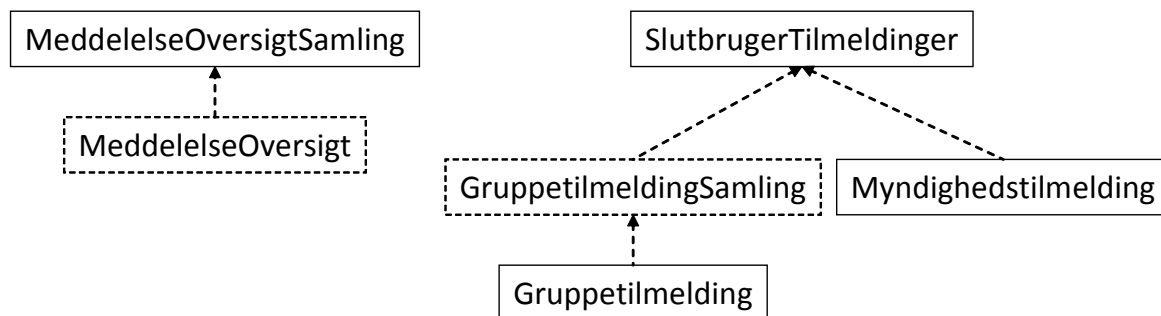 MeddelelseOversigtSamling
SlutbrugerTilmeldinger
MeddelelseOversigt
GruppetilmeldingSamling
Myndighedstilmelding
Gruppetilmelding